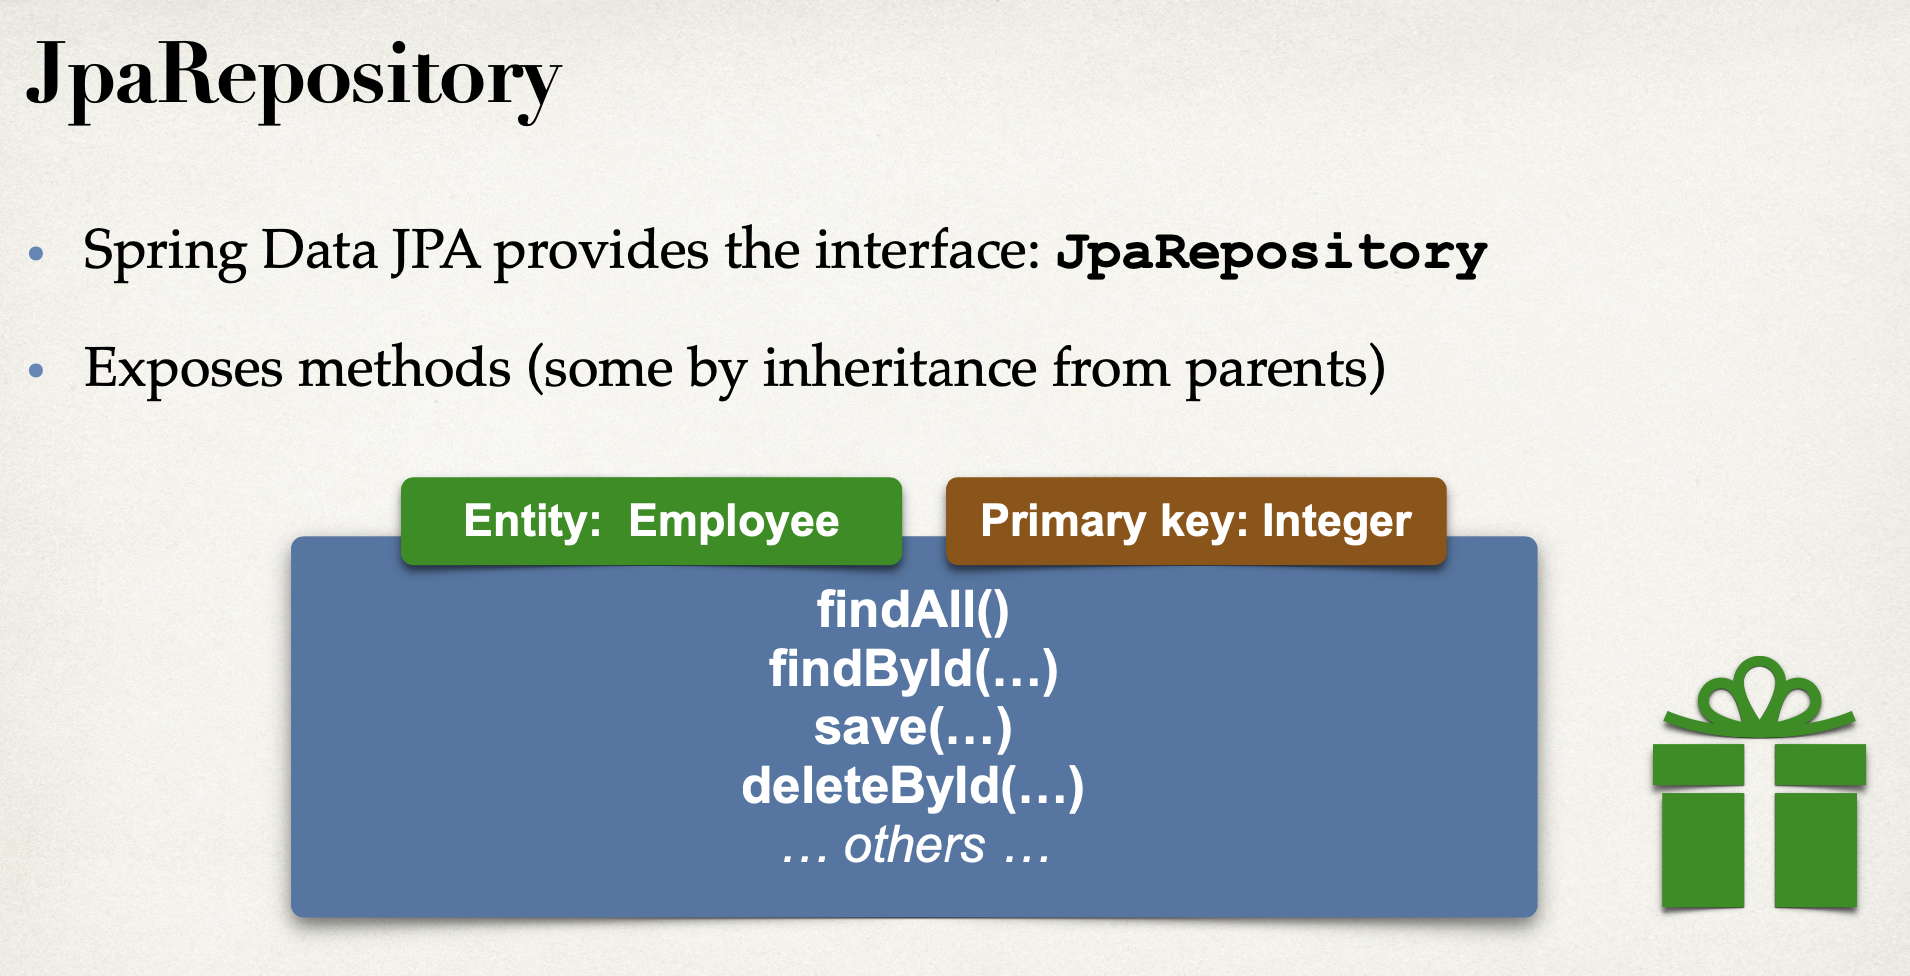 JpaRepository
• Spring Data JPA provides the interface: JpaRepository
• Exposes methods (some by inheritance from parents)
Entity: Employee
Primary key: Integer
findAll()
findById(…)
save(…)
deleteById(…)
… others …